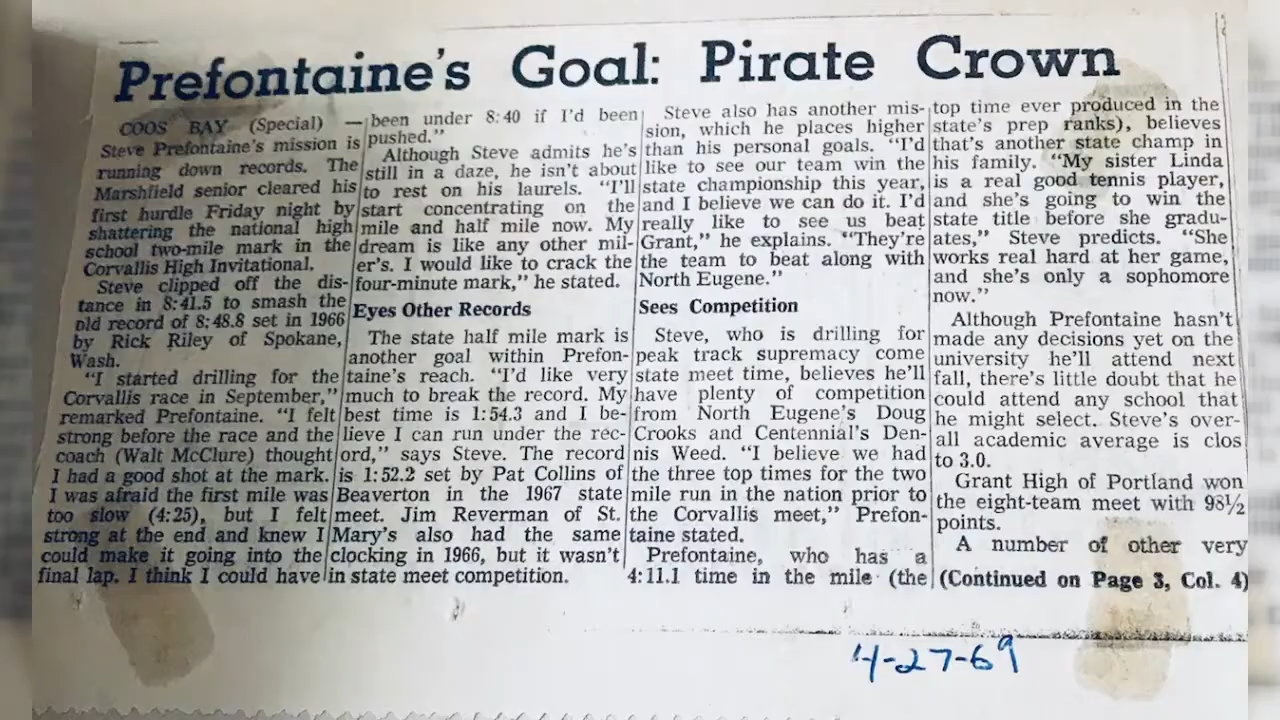 Prefontaine's Goal: Pirate Crown
COOS BAY (Special) —
Steve Prefontaine's mission is
running down records. The
Marshfield senior cleared his
first hurdle Friday night by
shattering the national high
school two-mile mark in the
Corvallis High Invitational.
Steve clipped off the dis-
tance in 8:41.5 to smash the
old record of 8:48.8 set in 1966
by Rick Riley of Spokane,
Wash.
"I started drilling for the
Corvallis race in September,"
remarked Prefontaine. "I felt
strong before the race and the
coach (Walt McClure) thought
I had a good shot at the mark.
I was afraid the first mile was
too slow (4:25), but I felt
strong at the end and knew I
could make it going into the
final lap. I think I could have
been under 8:40 if I'd been
pushed."
Although Steve admits he's
still in a daze, he isn't about
to rest on his laurels. "I'll
start concentrating on the
mile and half mile now. My
dream is like any other mil-
er's. I would like to crack the
four-minute mark," he stated.
Eyes Other Records
The state half mile mark is
another goal within Prefon-
taine's reach. "I'd like very
much to break the record. My
best time is 1:54.3 and I be-
lieve I can run under the rec-
ord," says Steve. The record
is 1:52.2 set by Pat Collins of
Beaverton in the 1967 state
meet. Jim Reverman of St.
Mary's also had the same
clocking in 1966, but it wasn't
in state meet competition.
Steve also has another mis-
sion, which he places higher
than his personal goals. "I'd
like to see our team win the
state championship this year,
and I believe we can do it. I'd
really like to see us beat
Grant," he explains. "They're
the team to beat along with
North Eugene."
Sees Competition
Steve, who is drilling for
peak track supremacy come
state meet time, believes he'll
have plenty of competition
from North Eugene's Doug
Crooks and Centennial's Den-
nis Weed. "I believe we had
the three top times for the two
mile run in the nation prior to
the Corvallis meet," Prefon-
taine stated.
Prefontaine, who has a
4:11.1 time in the mile (the
top time ever produced in the
state's prep ranks), believes
that's another state champ in
his family. "My sister Linda
is a real good tennis player,
and she's going to win the
state title before she gradu-
ates," Steve predicts. "She
works real hard at her game,
and she's only a sophomore
now."
Although Prefontaine hasn't
made any decisions yet on the
university he'll attend next
fall, there's little doubt that he
could attend any school that
he might select. Steve's over-
all academic average is clos
to 3.0.
Grant High of Portland won
the eight-team meet with 93½
points.
A number of other very
(Continued on Page 3, Col. 4)
4-27-69